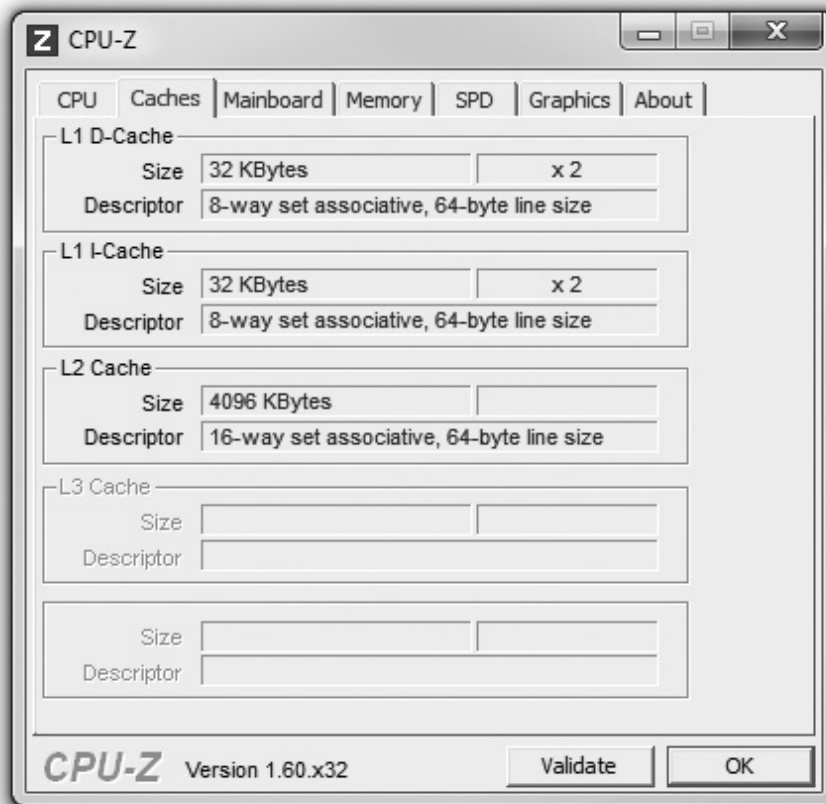 Z CPU-Z
CPU Caches Mainboard Memory SPD Graphics About
L1 D-Cache
Size 32 KBytes x 2
Descriptor 8-way set associative, 64-byte line size
L1 I-Cache
Size 32 KBytes x 2
Descriptor 8-way set associative, 64-byte line size
L2 Cache
Size 4096 KBytes
Descriptor 16-way set associative, 64-byte line size
L3 Cache
Size
Descriptor
Size
Descriptor
CPU-Z Version 1.60.x32 Validate OK